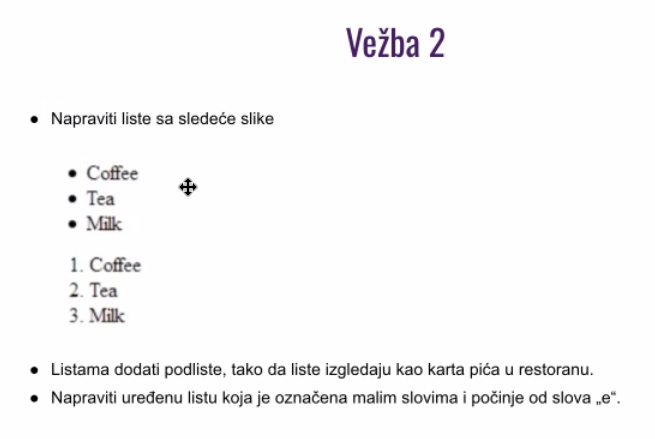 Vežba 2
● Napraviti liste sa sledeće slike
• Coffee
• Tea
• Milk
1. Coffee
2. Tea
3. Milk
● Listama dodati podliste, tako da liste izgledaju kao karta pića u restoranu.
● Napraviti uređenu listu koja je označena malim slovima i počinje od slova „e“.